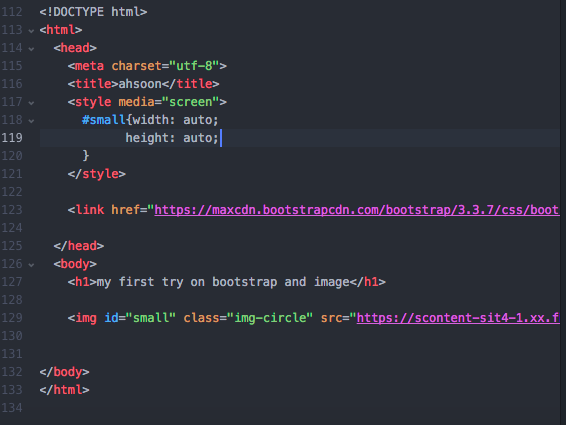 112 <!DOCTYPE html>
113 <html>
114 <head>
115 <meta charset="utf-8">
116 <title>ahsoon</title>
117 <style media="screen">
118 #small{width: auto;
119 height: auto;
120 }
121 </style>
122
123 <link href="https://maxcdn.bootstrapcdn.com/bootstrap/3.3.7/css/boot
124
125 </head>
126 <body>
127 <h1>my first try on bootstrap and image</h1>
128
129 <img id="small" class="img-circle" src="https://scontent-sit4-1.xx.f
130
131
132 </body>
133 </html>
134